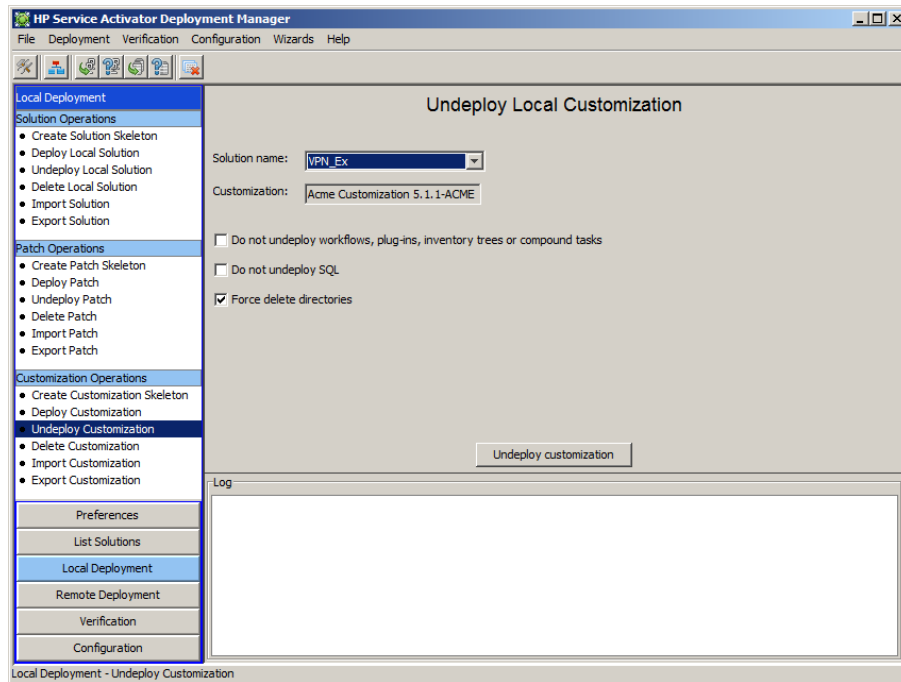 HP Service Activator Deployment Manager
File Deployment Verification Configuration Wizards Help
Local Deployment
Solution Operations
Create Solution Skeleton
Deploy Local Solution
Undeploy Local Solution
Delete Local Solution
Import Solution
Export Solution
Patch Operations
Create Patch Skeleton
Deploy Patch
Undeploy Patch
Delete Patch
Import Patch
Export Patch
Customization Operations
Create Customization Skeleton
Deploy Customization
Undeploy Customization
Delete Customization
Import Customization
Export Customization
Preferences
List Solutions
Local Deployment
Remote Deployment
Verification
Configuration
Undeploy Local Customization
Solution name: VPN_Ex
Customization: Acme Customization 5.1.1-ACME
Do not undeploy workflows, plug-ins, inventory trees or compound tasks
Do not undeploy SQL
Force delete directories
Undeploy customization
Log
Local Deployment - Undeploy Customization